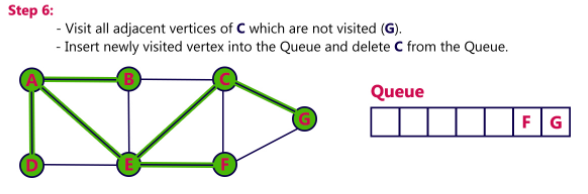 Step 6:
- Visit all adjacent vertices of C which are not visited (G).
- Insert newly visited vertex into the Queue and delete C from the Queue.
A B C
Queue
G
F G
D E F